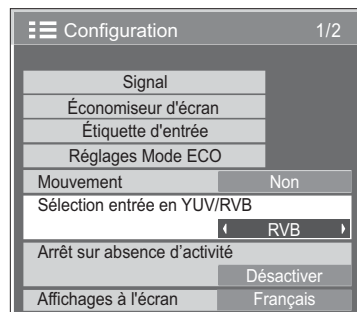 Configuration 1/2
Signal
Économiseur d'écran
Étiquette d'entrée
Réglages Mode ECO
Mouvement Non
Sélection entrée en YUV/RVB
RVB
Arrêt sur absence d’activité
Désactiver
Affichages à l'écran Français